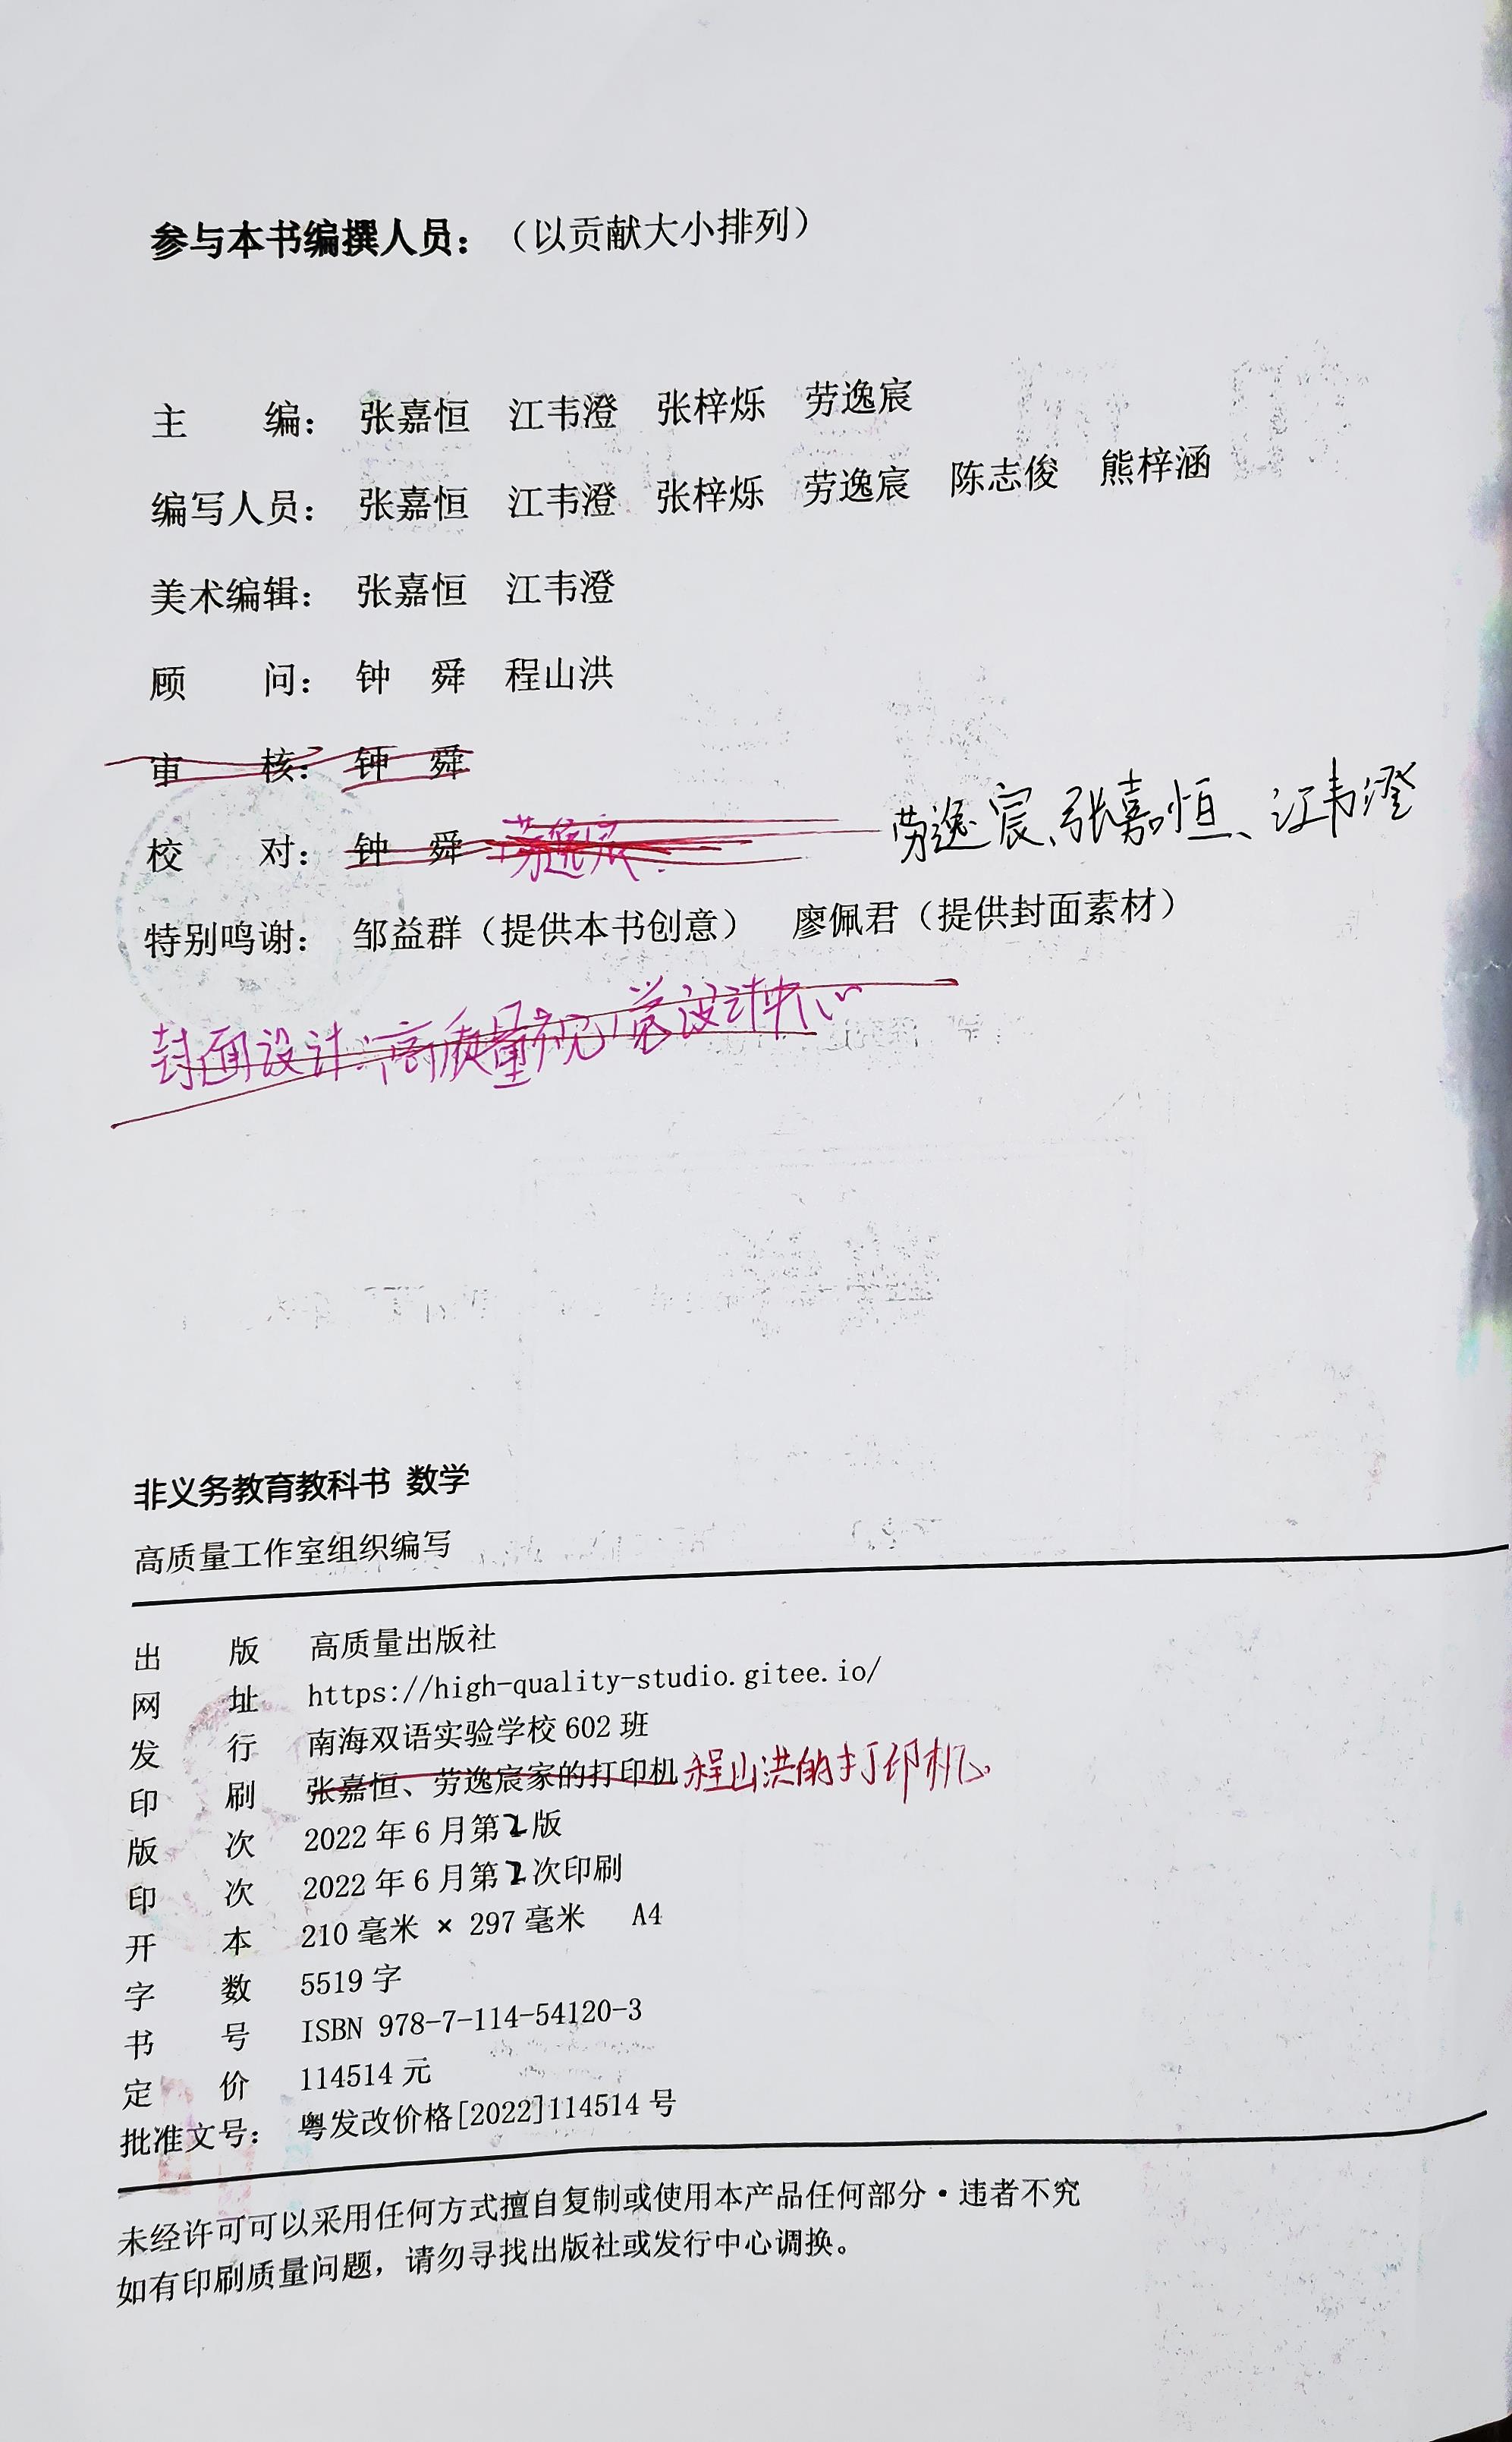 参与本书编撰人员：（以贡献大小排列）
主 编： 张嘉恒 江韦澄 张梓烁 劳逸宸
编写人员： 张嘉恒 江韦澄 张梓烁 劳逸宸 陈志俊 熊梓涵
美术编辑： 张嘉恒 江韦澄
顾 问： 钟 舜 程山洪
审 核： 钟 舜
校 对： 钟 舜 劳逸宸 劳逸宸、张嘉恒、江韦澄
特别鸣谢： 邹益群（提供本书创意） 廖佩君（提供封面素材）
封面设计：高质量视觉设计中心
非义务教育教科书 数学
高质量工作室组织编写
出 版 高质量出版社
网 址 https://high-quality-studio.gitee.io/
发 行 南海双语实验学校 602 班
印 刷 张嘉恒、劳逸宸家的打印机 程山洪的打印机
版 次 2022 年 6 月第 2 版
印 次 2022 年 6 月第 2 次印刷
开 本 210 毫米 × 297 毫米 A4
字 数 5519 字
书 号 ISBN 978-7-114-54120-3
定 价 114514 元
批准文号： 粤发改价格[2022]114514 号
未经许可可以采用任何方式擅自复制或使用本产品任何部分·违者不究
如有印刷质量问题，请勿寻找出版社或发行中心调换。